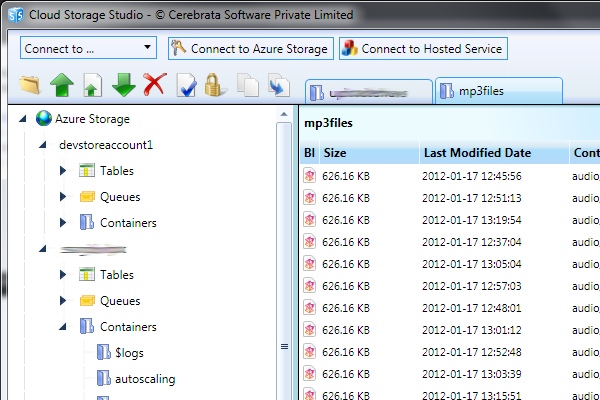 Cloud Storage Studio - © Cerebrata Software Private Limited
Connect to ... Connect to Azure Storage Connect to Hosted Service
mp3files
Azure Storage
devstoreaccount1
Tables
Queues
Containers
Tables
Queues
Containers
$logs
autoscaling
mp3files
Bl Size Last Modified Date Cont
626.16 KB 2012-01-17 12:45:56 audio,
626.16 KB 2012-01-17 12:51:13 audio,
626.16 KB 2012-01-17 13:19:54 audio,
626.16 KB 2012-01-17 12:37:04 audio,
626.16 KB 2012-01-17 13:05:04 audio,
626.16 KB 2012-01-17 12:57:03 audio,
626.16 KB 2012-01-17 12:48:01 audio,
626.16 KB 2012-01-17 13:01:12 audio,
626.16 KB 2012-01-17 12:52:48 audio,
626.16 KB 2012-01-17 13:03:39 audio,
626.16 KB 2012-01-17 13:15:51 audio,